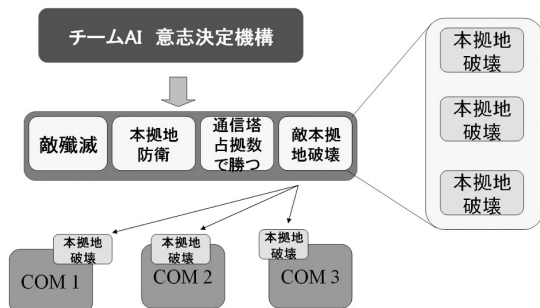 チームAI 意志決定機構
敵殲滅
本拠地
防衛
通信塔
占拠数
で勝つ
敵本拠
地破壊
本拠地
破壊
本拠地
破壊
本拠地
破壊
本拠地
破壊
COM 1
本拠地
破壊
COM 2
本拠地
破壊
COM 3